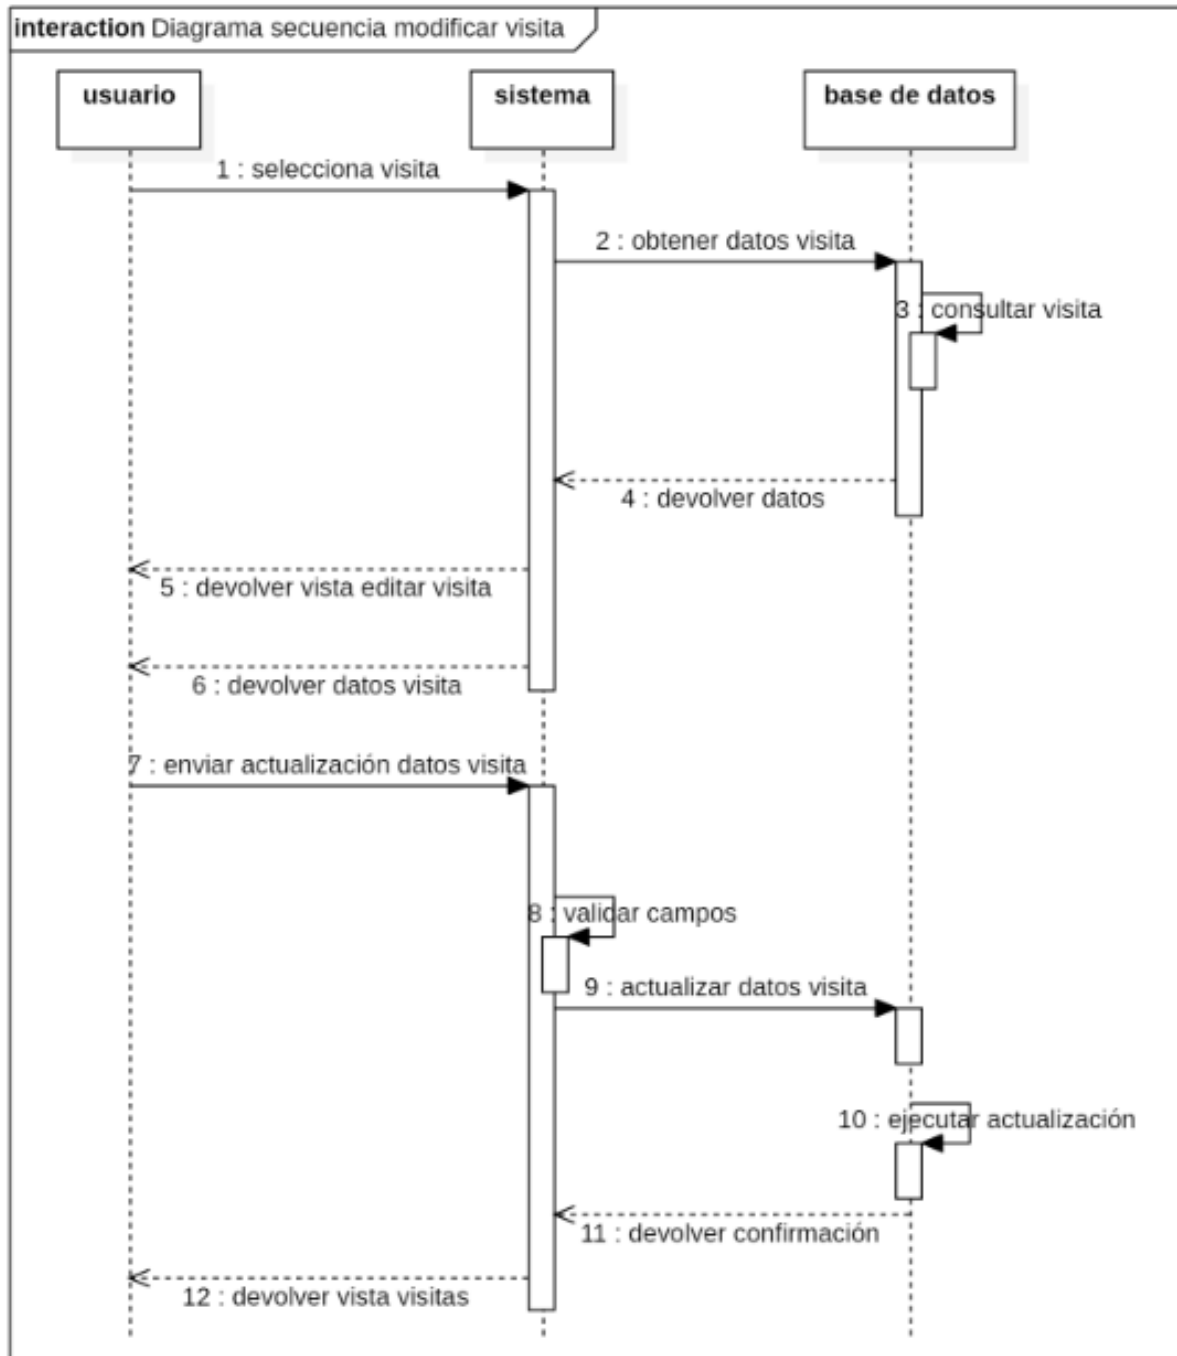 interaction Diagrama secuencia modificar visita
usuario
sistema
base de datos
1 : selecciona visita
2 : obtener datos visita
3 : consultar visita
4 : devolver datos
5 : devolver vista editar visita
6 : devolver datos visita
7 : enviar actualización datos visita
8 : validar campos
9 : actualizar datos visita
10 : ejecutar actualización
11 : devolver confirmación
12 : devolver vista visitas